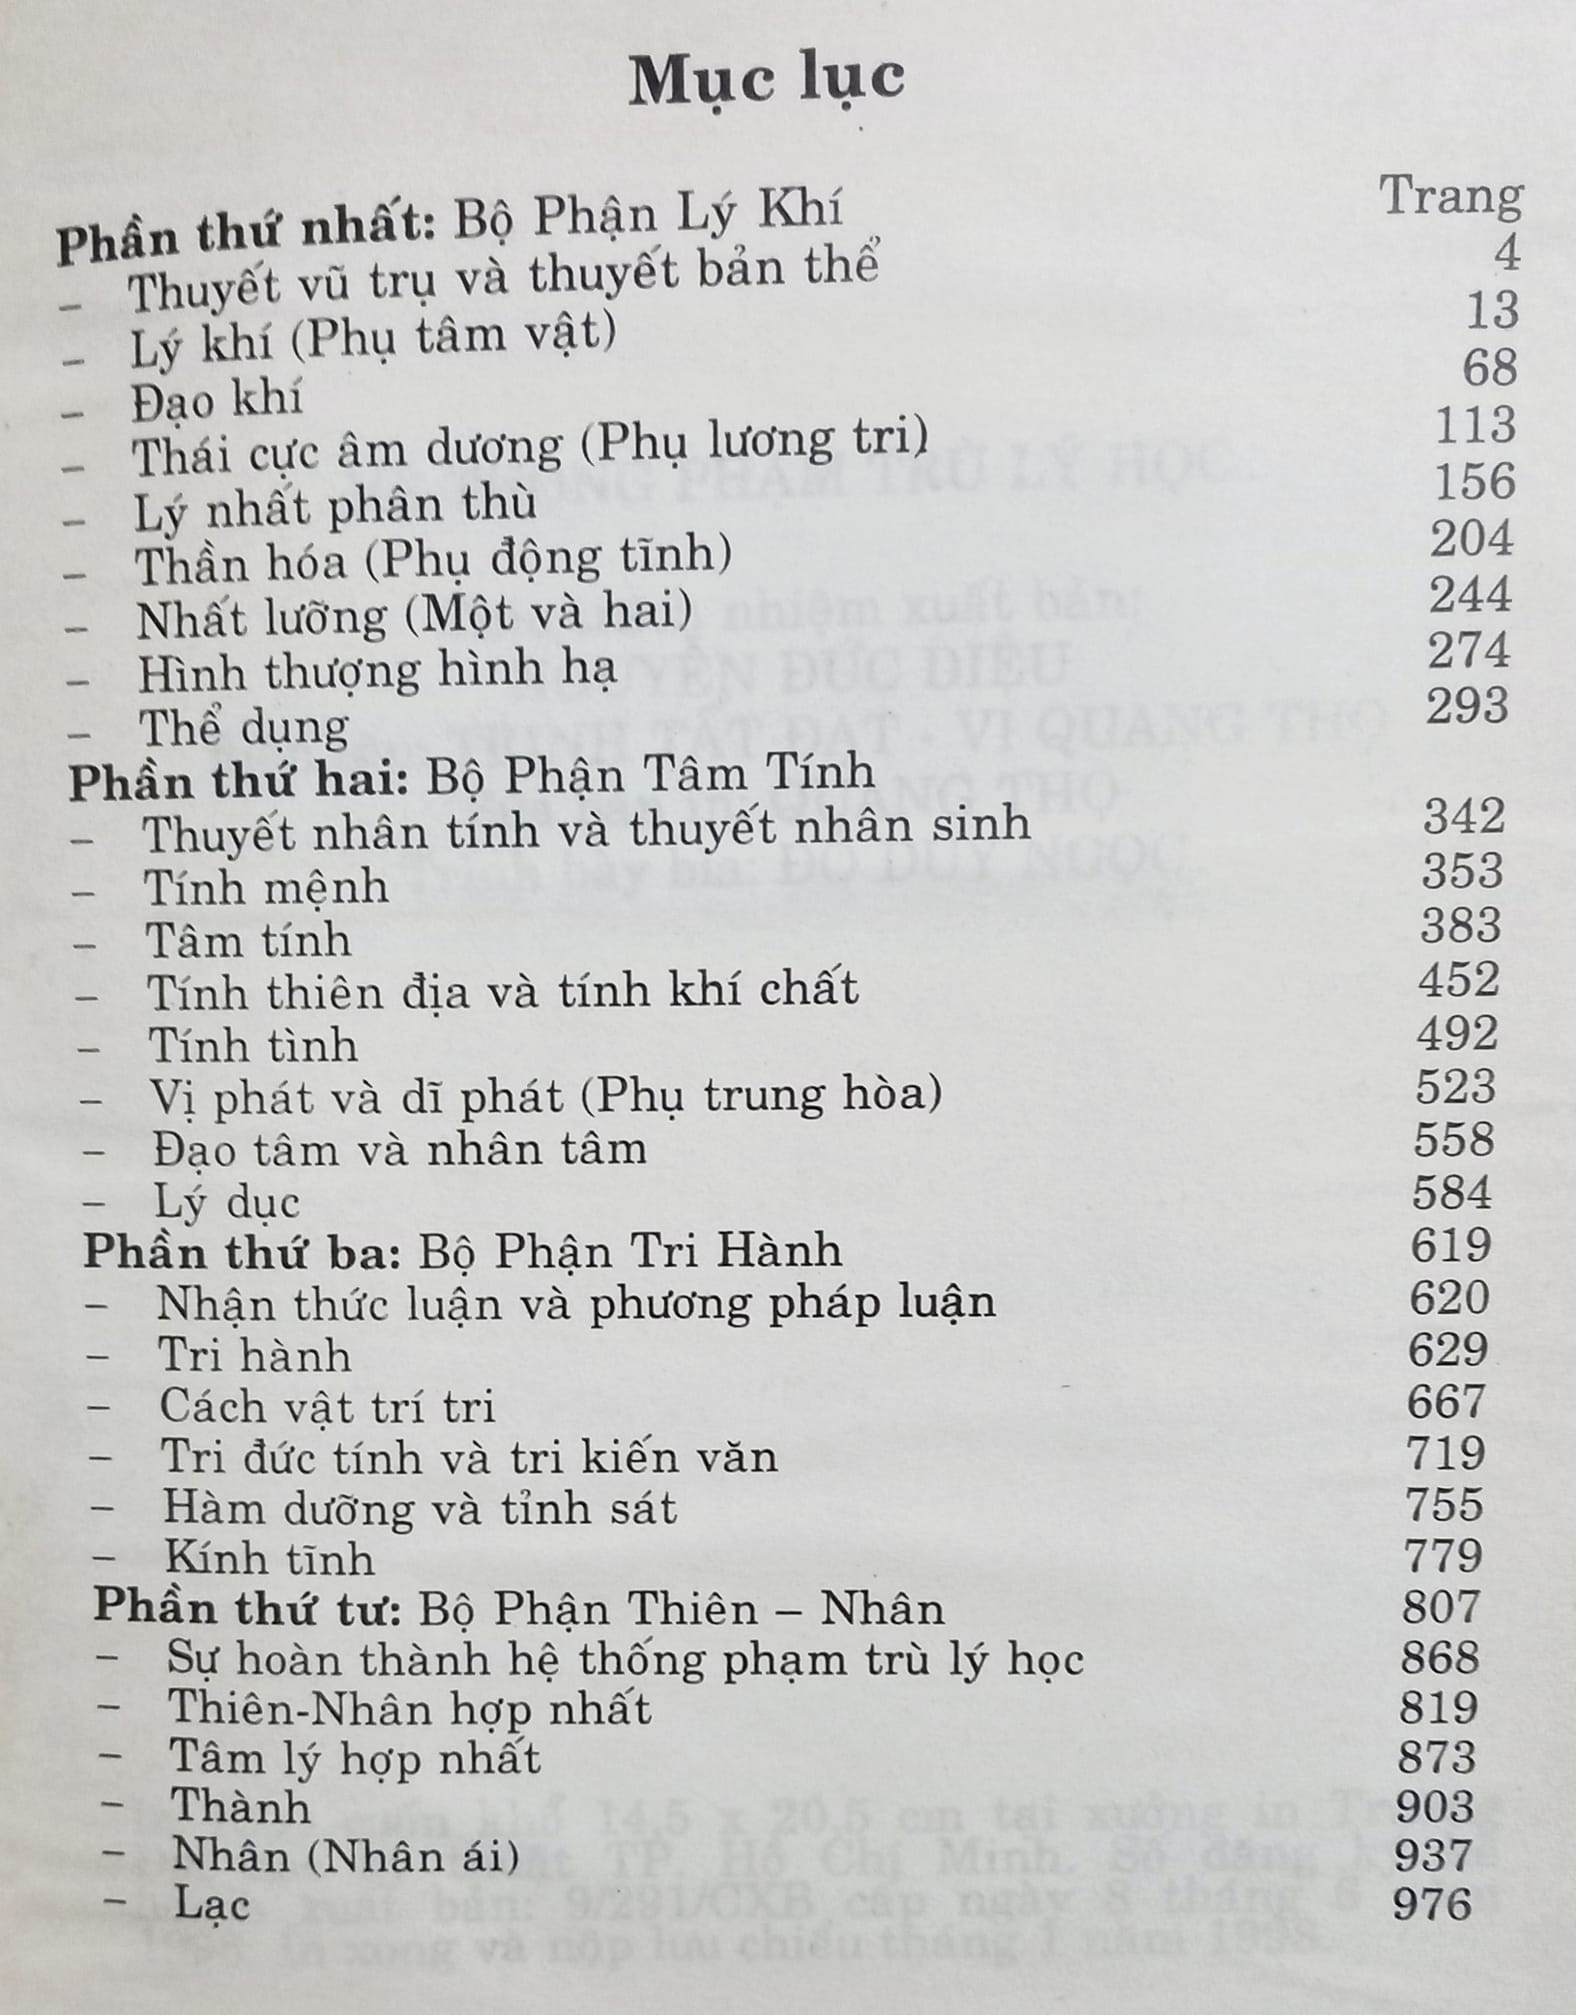 Mục lục
Trang
Phần thứ nhất: Bộ Phận Lý Khí
– Thuyết vũ trụ và thuyết bản thể 4
– Lý khí (Phụ tâm vật) 13
– Đạo khí 68
– Thái cực âm dương (Phụ lương tri) 113
– Lý nhất phân thù 156
– Thần hóa (Phụ động tĩnh) 204
– Nhất lưỡng (Một và hai) 244
– Hình thượng hình hạ 274
– Thể dụng 293
Phần thứ hai: Bộ Phận Tâm Tính
– Thuyết nhân tính và thuyết nhân sinh 342
– Tính mệnh 353
– Tâm tính 383
– Tính thiên địa và tính khí chất 452
– Tính tình 492
– Vị phát và dĩ phát (Phụ trung hòa) 523
– Đạo tâm và nhân tâm 558
– Lý dục 584
Phần thứ ba: Bộ Phận Tri Hành 619
– Nhận thức luận và phương pháp luận 620
– Tri hành 629
– Cách vật trí tri 667
– Tri đức tính và tri kiến văn 719
– Hàm dưỡng và tỉnh sát 755
– Kính tĩnh 779
Phần thứ tư: Bộ Phận Thiên – Nhân 807
– Sự hoàn thành hệ thống phạm trù lý học 868
– Thiên-Nhân hợp nhất 819
– Tâm lý hợp nhất 873
– Thành 903
– Nhân (Nhân ái) 937
– Lạc 976